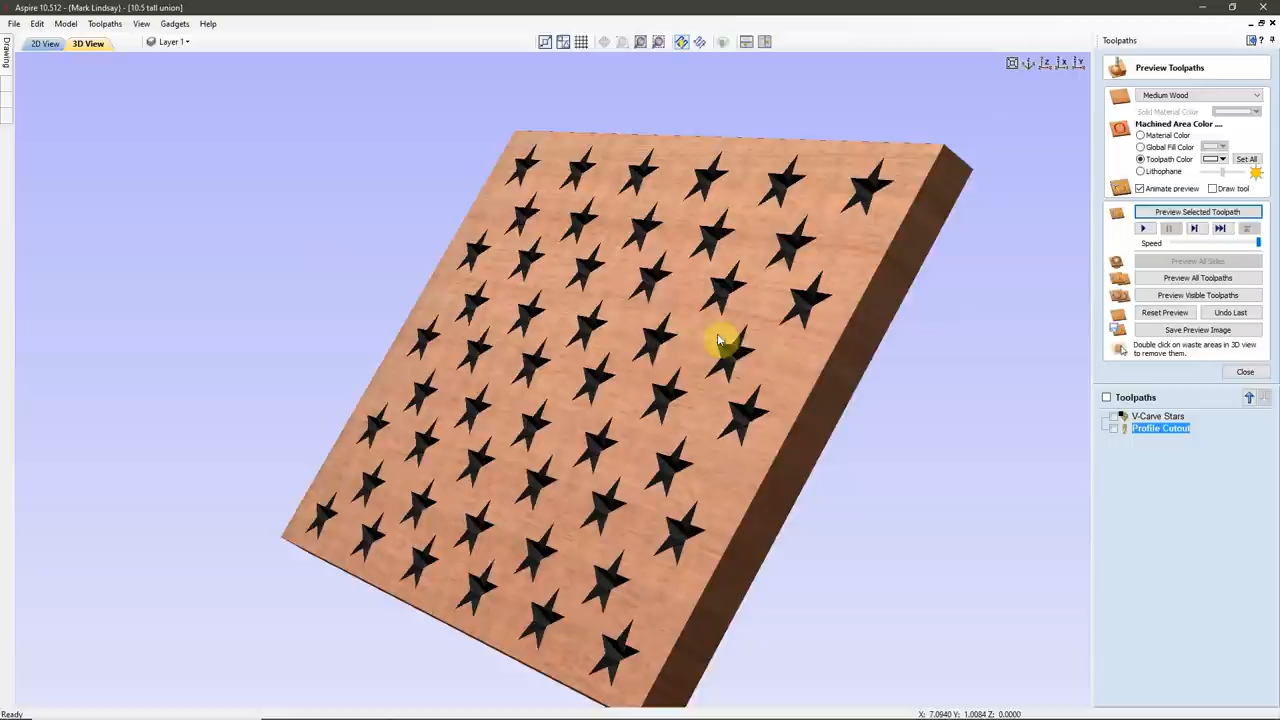 Aspire 10.512 - (Mark Lindsay) - [10.5 tall union]
File Edit Model Toolpaths View Gadgets Help
2D View 3D View Layer 1
Drawing
Toolpaths
Preview Toolpaths
Medium Wood
Solid Material Color
Machined Area Color ....
Material Color
Global Fill Color
Toolpath Color Set All
Lithophane
Animate preview Draw tool
Preview Selected Toolpath
Speed
Preview All Sides
Preview All Toolpaths
Preview Visible Toolpaths
Reset Preview Undo Last
Save Preview Image
Double click on waste areas in 3D view
to remove them.
Close
Toolpaths
V-Carve Stars
Profile Cutout
Ready
X: 7.0940 Y: 1.0084 Z: 0.0000